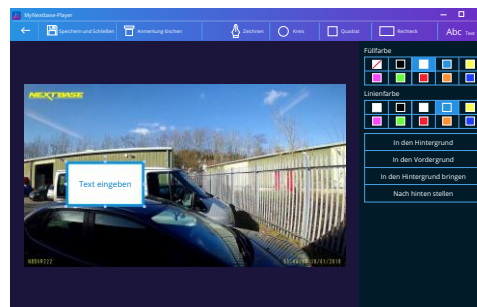 MyNextbase-Player
Speichern und Schließen
Anmerkung löschen
Zeichnen
Kreis
Quadrat
Rechteck
Abc Text
Füllfarbe
NEXTBASE
Linienfarbe
In den Hintergrund
In den Vordergrund
In den Hintergrund bringen
Nach hinten stellen
Text eingeben